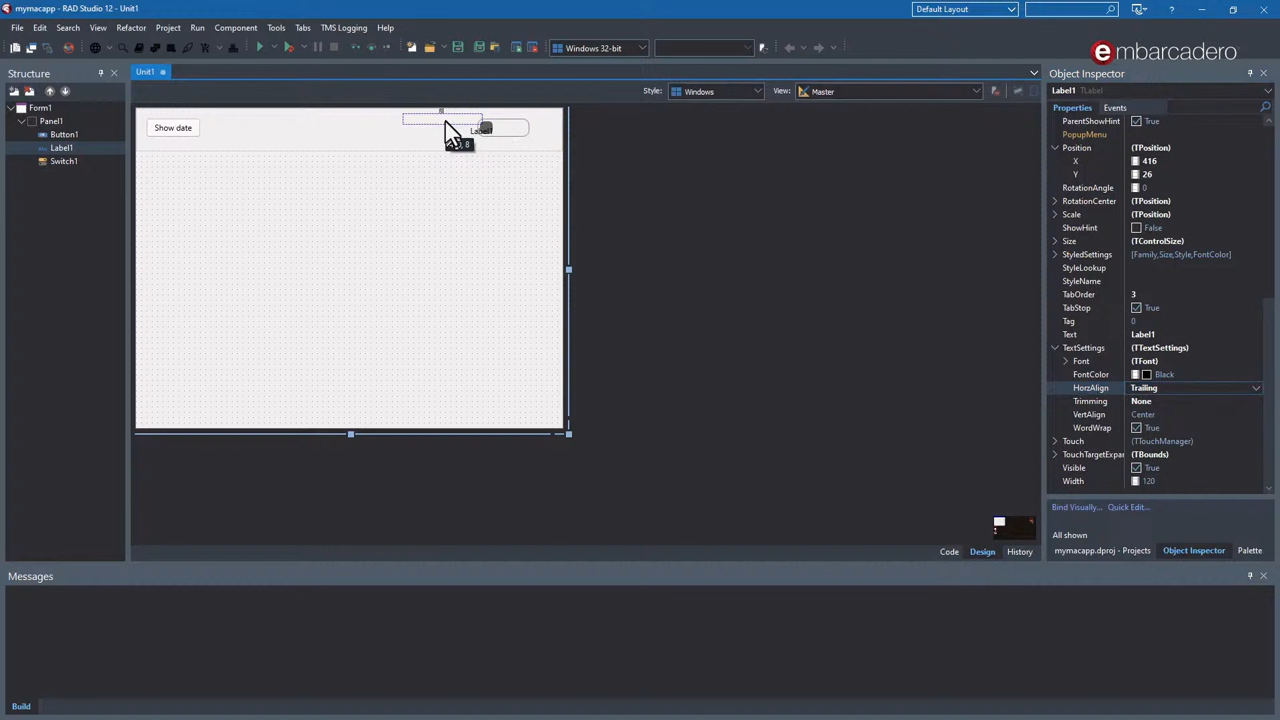 mymacapp - RAD Studio 12 - Unit1
Default Layout
File Edit Search View Refactor Project Run Component Tools Tabs TMS Logging Help
Windows 32-bit
embarcadero
Structure
Form1
Panel1
Button1
Label1
Switch1
Unit1
Style: Windows View: Master
Show date
Label1
8
Code Design History
Object Inspector
Label1 TLabel
Properties Events
ParentShowHint True
PopupMenu
Position (TPosition)
X 416
Y 26
RotationAngle 0
RotationCenter (TPosition)
Scale (TPosition)
ShowHint False
Size (TControlSize)
StyledSettings [Family,Size,Style,FontColor]
StyleLookup
StyleName
TabOrder 3
TabStop True
Tag 0
Text Label1
TextSettings (TTextSettings)
Font (TFont)
FontColor Black
HorzAlign Trailing
Trimming None
VertAlign Center
WordWrap True
Touch (TTouchManager)
TouchTargetExpar (TBounds)
Visible True
Width 120
Bind Visually... Quick Edit...
All shown
mymacapp.dproj - Projects Object Inspector Palette
Messages
Build